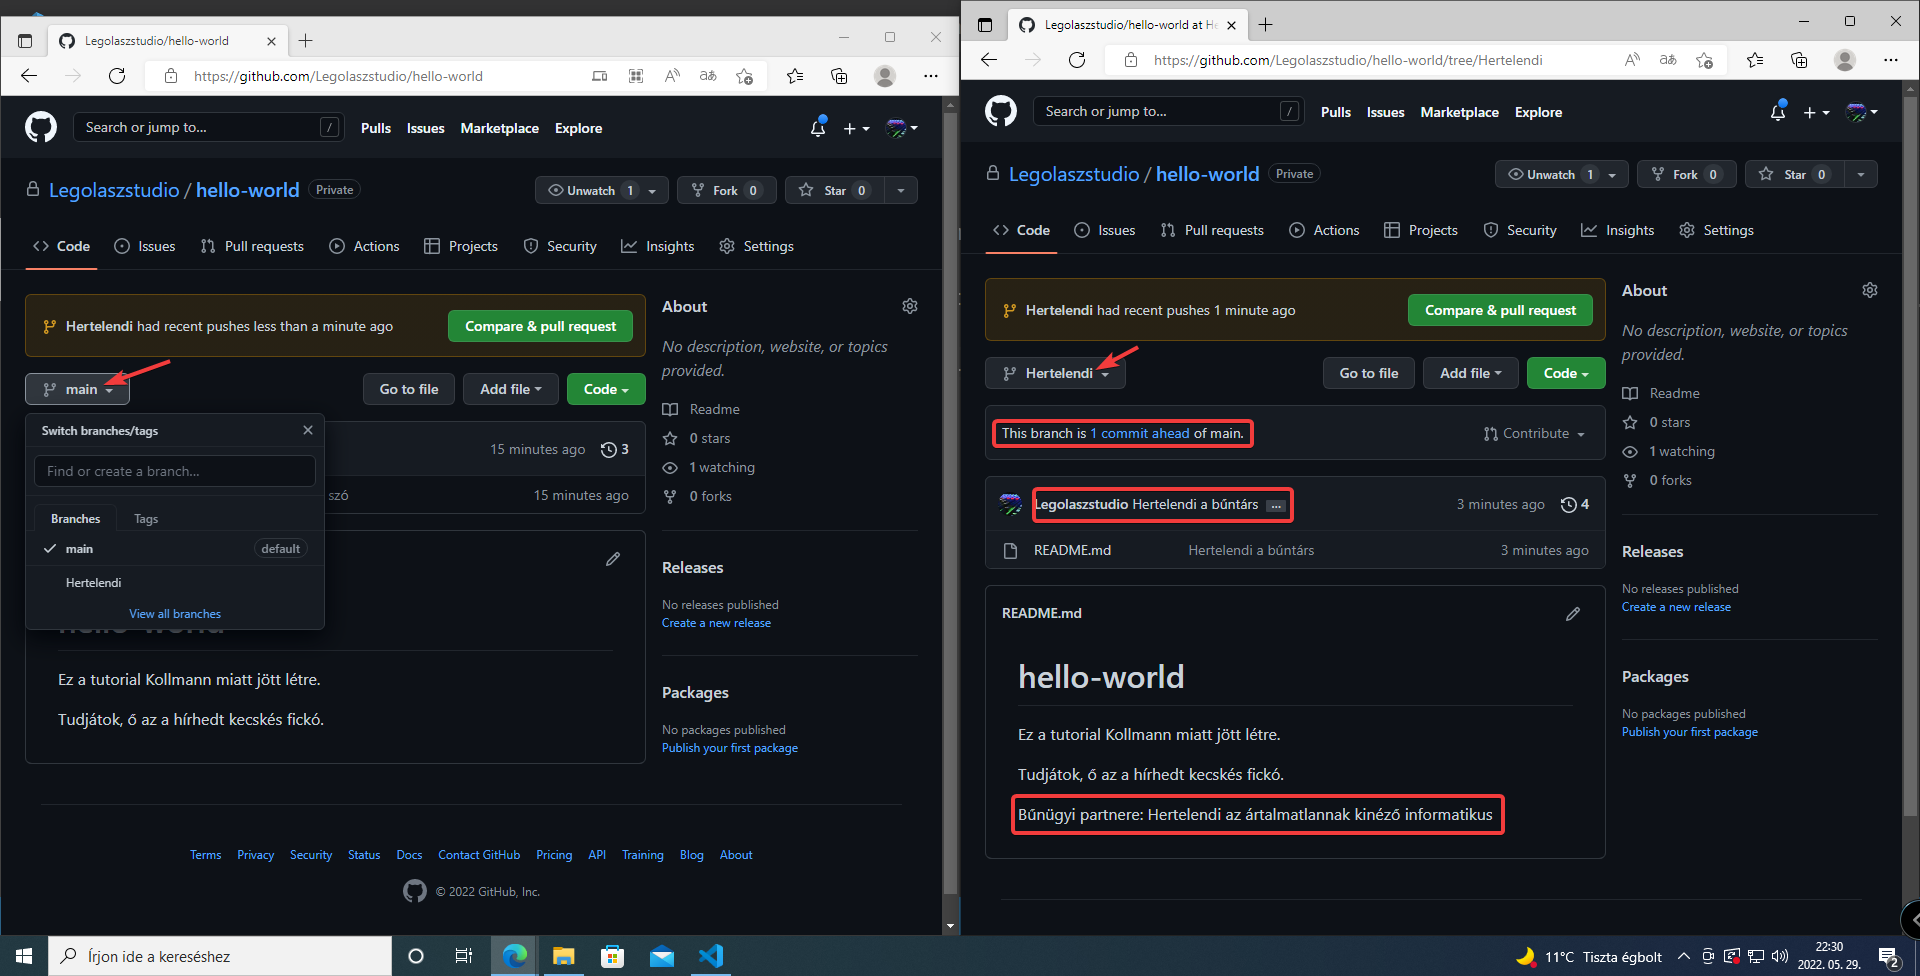 Legolaszstudio/hello-world
https://github.com/Legolaszstudio/hello-world
Search or jump to... /
Pulls Issues Marketplace Explore
Legolaszstudio / hello-world Private
Unwatch 1 Fork 0 Star 0
Code Issues Pull requests Actions Projects Security Insights Settings
Hertelendi had recent pushes less than a minute ago Compare & pull request
main Go to file Add file Code
Switch branches/tags
Find or create a branch...
Branches Tags
main default
Hertelendi
View all branches
15 minutes ago 3
szó 15 minutes ago
hello-world
Ez a tutorial Kollmann miatt jött létre.
Tudjátok, ő az a hírhedt kecskés fickó.
About
No description, website, or topics
provided.
Readme
0 stars
1 watching
0 forks
Releases
No releases published
Create a new release
Packages
No packages published
Publish your first package
Terms Privacy Security Status Docs Contact GitHub Pricing API Training Blog About
© 2022 GitHub, Inc.
Legolaszstudio/hello-world at He
https://github.com/Legolaszstudio/hello-world/tree/Hertelendi
Search or jump to... /
Pulls Issues Marketplace Explore
Legolaszstudio / hello-world Private
Unwatch 1 Fork 0 Star 0
Code Issues Pull requests Actions Projects Security Insights Settings
Hertelendi had recent pushes 1 minute ago Compare & pull request
Hertelendi Go to file Add file Code
This branch is 1 commit ahead of main. Contribute
Legolaszstudio Hertelendi a bűntárs ... 3 minutes ago 4
README.md Hertelendi a bűntárs 3 minutes ago
README.md
hello-world
Ez a tutorial Kollmann miatt jött létre.
Tudjátok, ő az a hírhedt kecskés fickó.
Bűnügyi partnere: Hertelendi az ártalmatlannak kinéző informatikus
About
No description, website, or topics
provided.
Readme
0 stars
1 watching
0 forks
Releases
No releases published
Create a new release
Packages
No packages published
Publish your first package
Írjon ide a kereséshez
11°C Tiszta égbolt
22:30
2022. 05. 29.
2